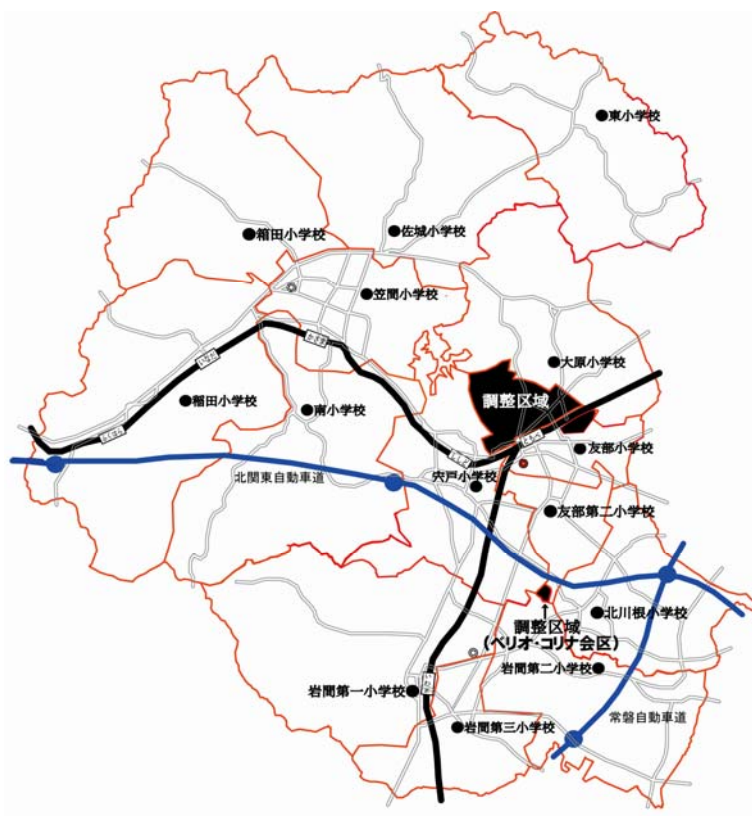 東小学校
箱田小学校
佐城小学校
笠間小学校
大原小学校
調整区域
稲田小学校
南小学校
友部小学校
宍戸小学校
北関東自動車道
友部第二小学校
北川根小学校
調整区域
(ベリオ・コリナ会区)
岩間第二小学校
岩間第一小学校
常磐自動車道
岩間第三小学校